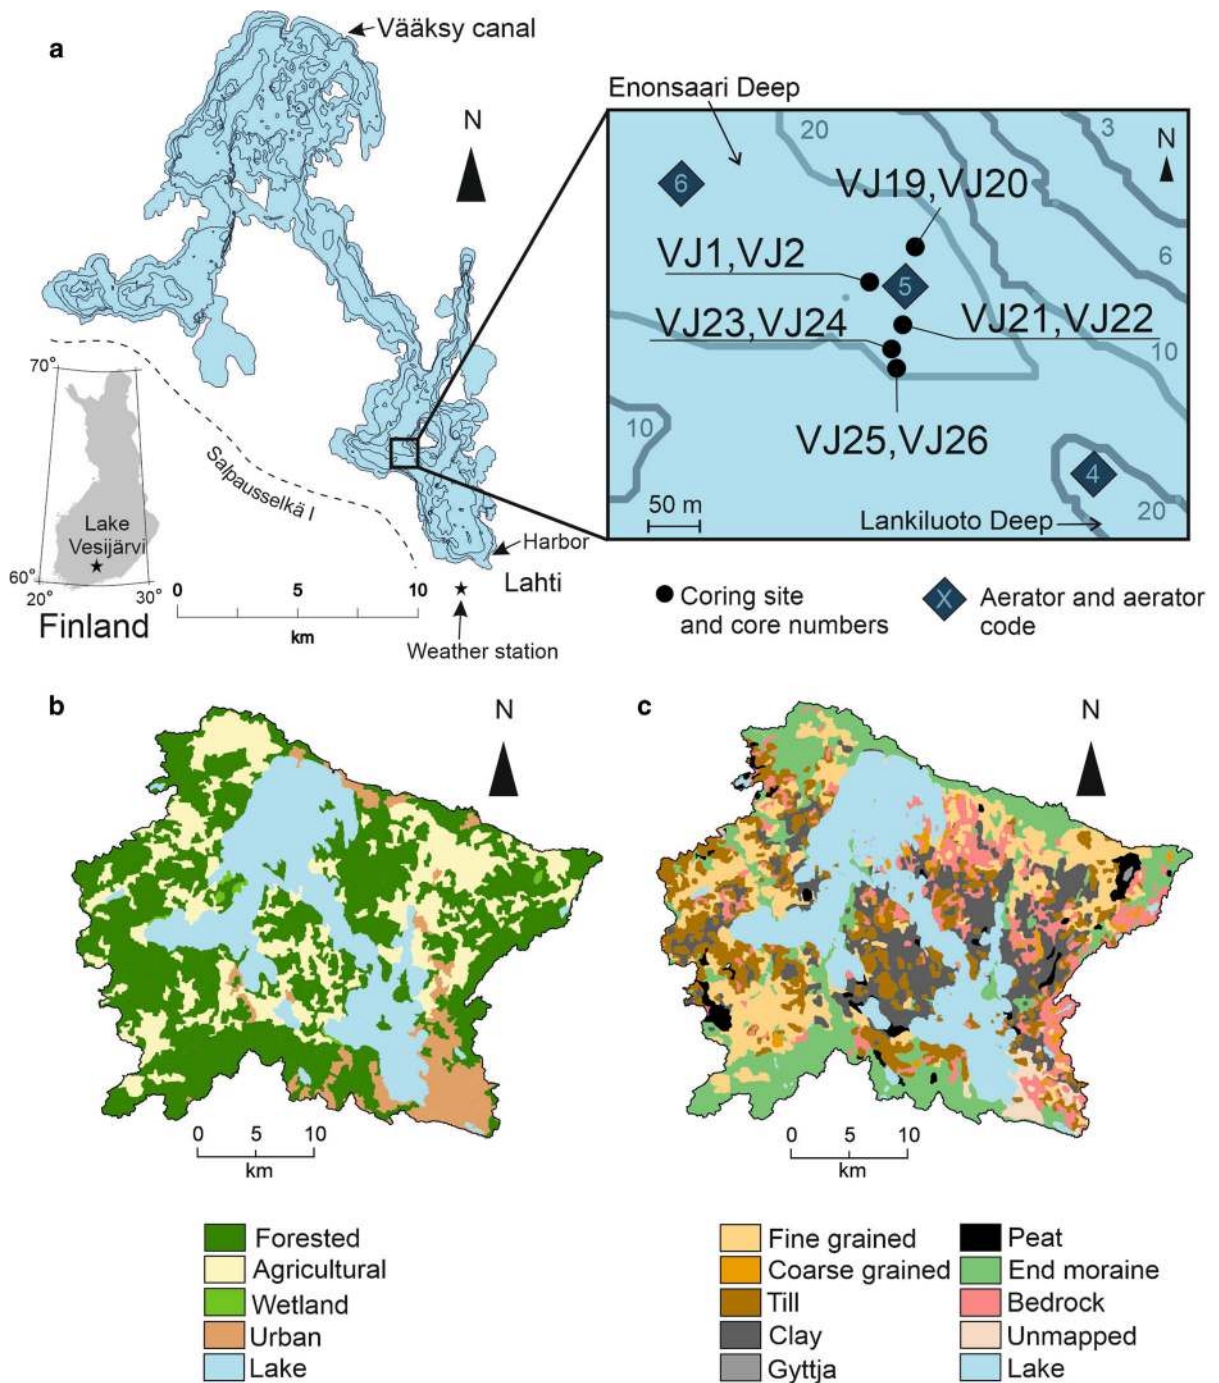 a
Vääksy canal
N
Enonsaari Deep
20
3
N
6
VJ19,VJ20
VJ1,VJ2
5
6
VJ23,VJ24
VJ21,VJ22
10
10
VJ25,VJ26
4
50 m
Lankiluoto Deep
20
70°
Salpausselkä I
Lake
Vesijärvi
60°
20°
30°
Finland
Harbor
Lahti
0
5
10
km
Weather station
Coring site
and core numbers
X
Aerator and aerator
code
b
N
0
5
10
km
Forested
Agricultural
Wetland
Urban
Lake
c
N
0
5
10
km
Fine grained
Coarse grained
Till
Clay
Gyttja
Peat
End moraine
Bedrock
Unmapped
Lake